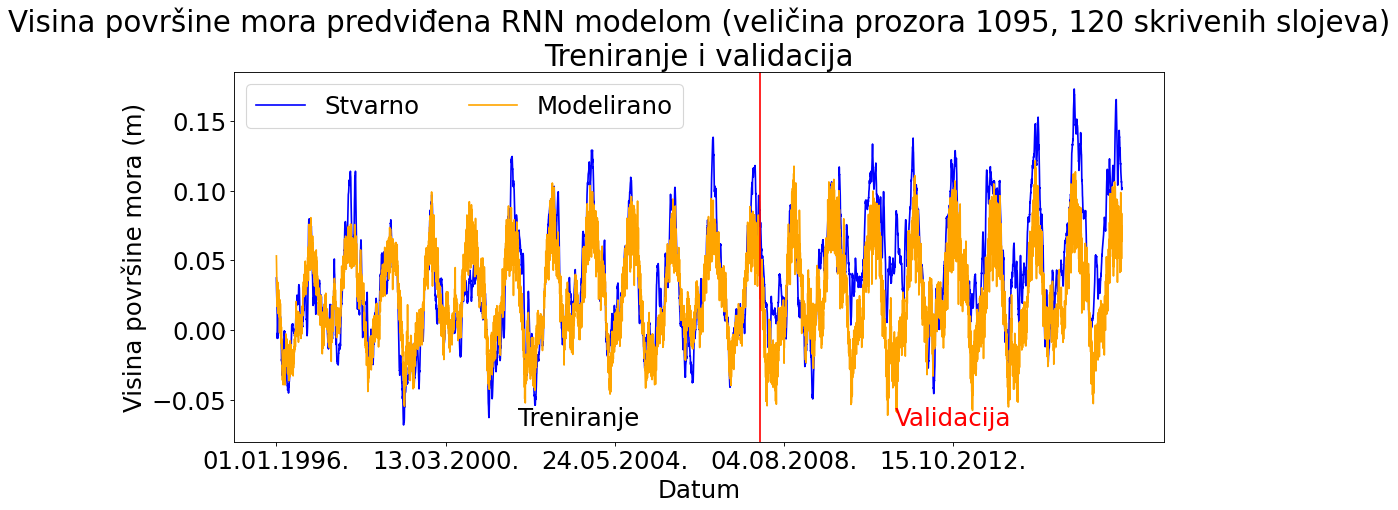 Visina površine mora predviđena RNN modelom (veličina prozora 1095, 120 skrivenih slojeva)
Treniranje i validacija
Stvarno
Modelirano
Visina površine mora (m)
0.15
0.10
0.05
0.00
−0.05
Treniranje
Validacija
01.01.1996.
13.03.2000.
24.05.2004.
04.08.2008.
15.10.2012.
Datum